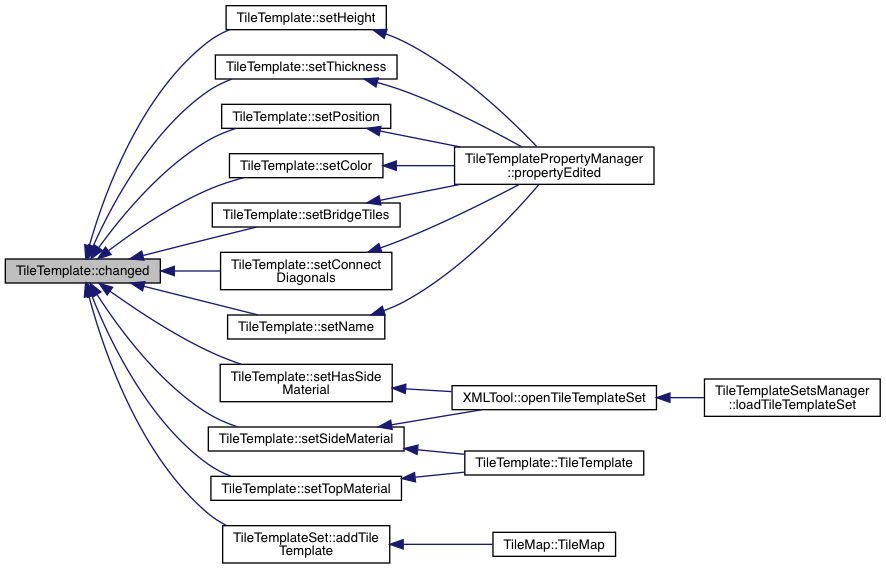 TileTemplate::setHeight
TileTemplate::setThickness
TileTemplate::setPosition
TileTemplate::setColor
TileTemplatePropertyManager
::propertyEdited
TileTemplate::setBridgeTiles
TileTemplate::changed
TileTemplate::setConnect
Diagonals
TileTemplate::setName
TileTemplate::setHasSide
Material
XMLTool::openTileTemplateSet
TileTemplateSetsManager
::loadTileTemplateSet
TileTemplate::setSideMaterial
TileTemplate::TileTemplate
TileTemplate::setTopMaterial
TileTemplateSet::addTile
Template
TileMap::TileMap